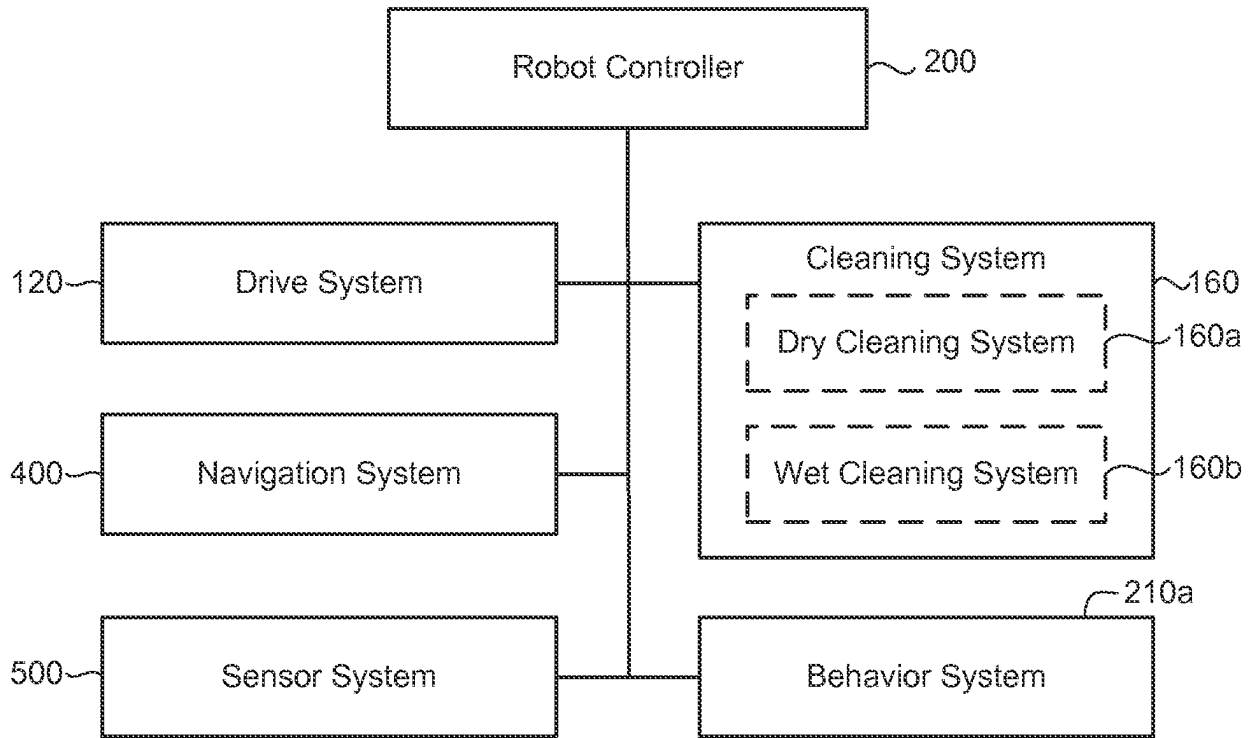 Robot Controller
200
120
Drive System
Cleaning System
160
Dry Cleaning System
160a
400
Navigation System
Wet Cleaning System
160b
210a
500
Sensor System
Behavior System